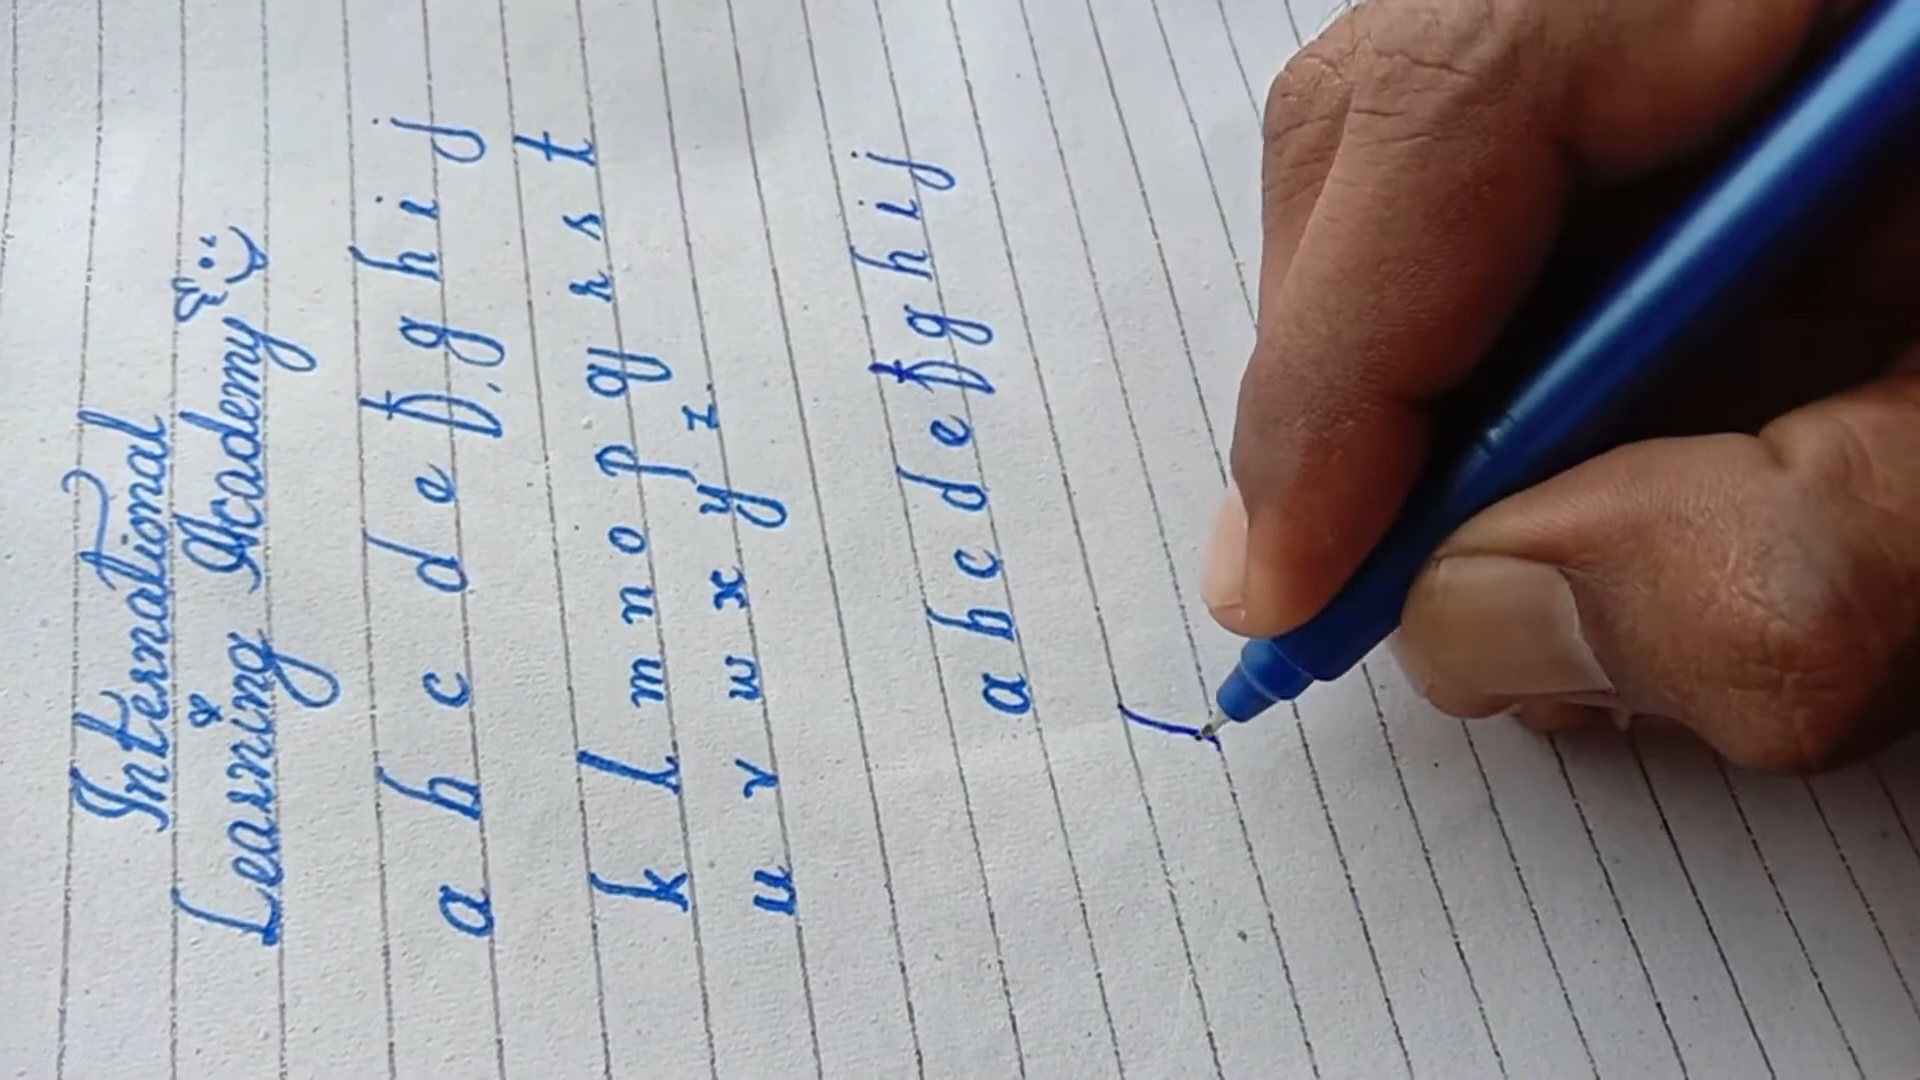 International
Learning Academy
a b c d e f, g h i j
k l m n o p q r s t
u v w x y z
a b c d e f g h i j